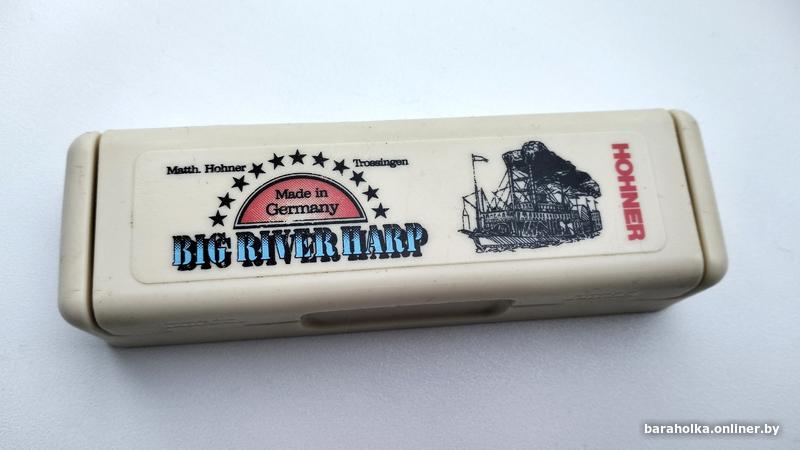 Matth. Hohner
Trossingen
Made in
Germany
BIG RIVER HARP
HOHNER
baraholka.onliner.by